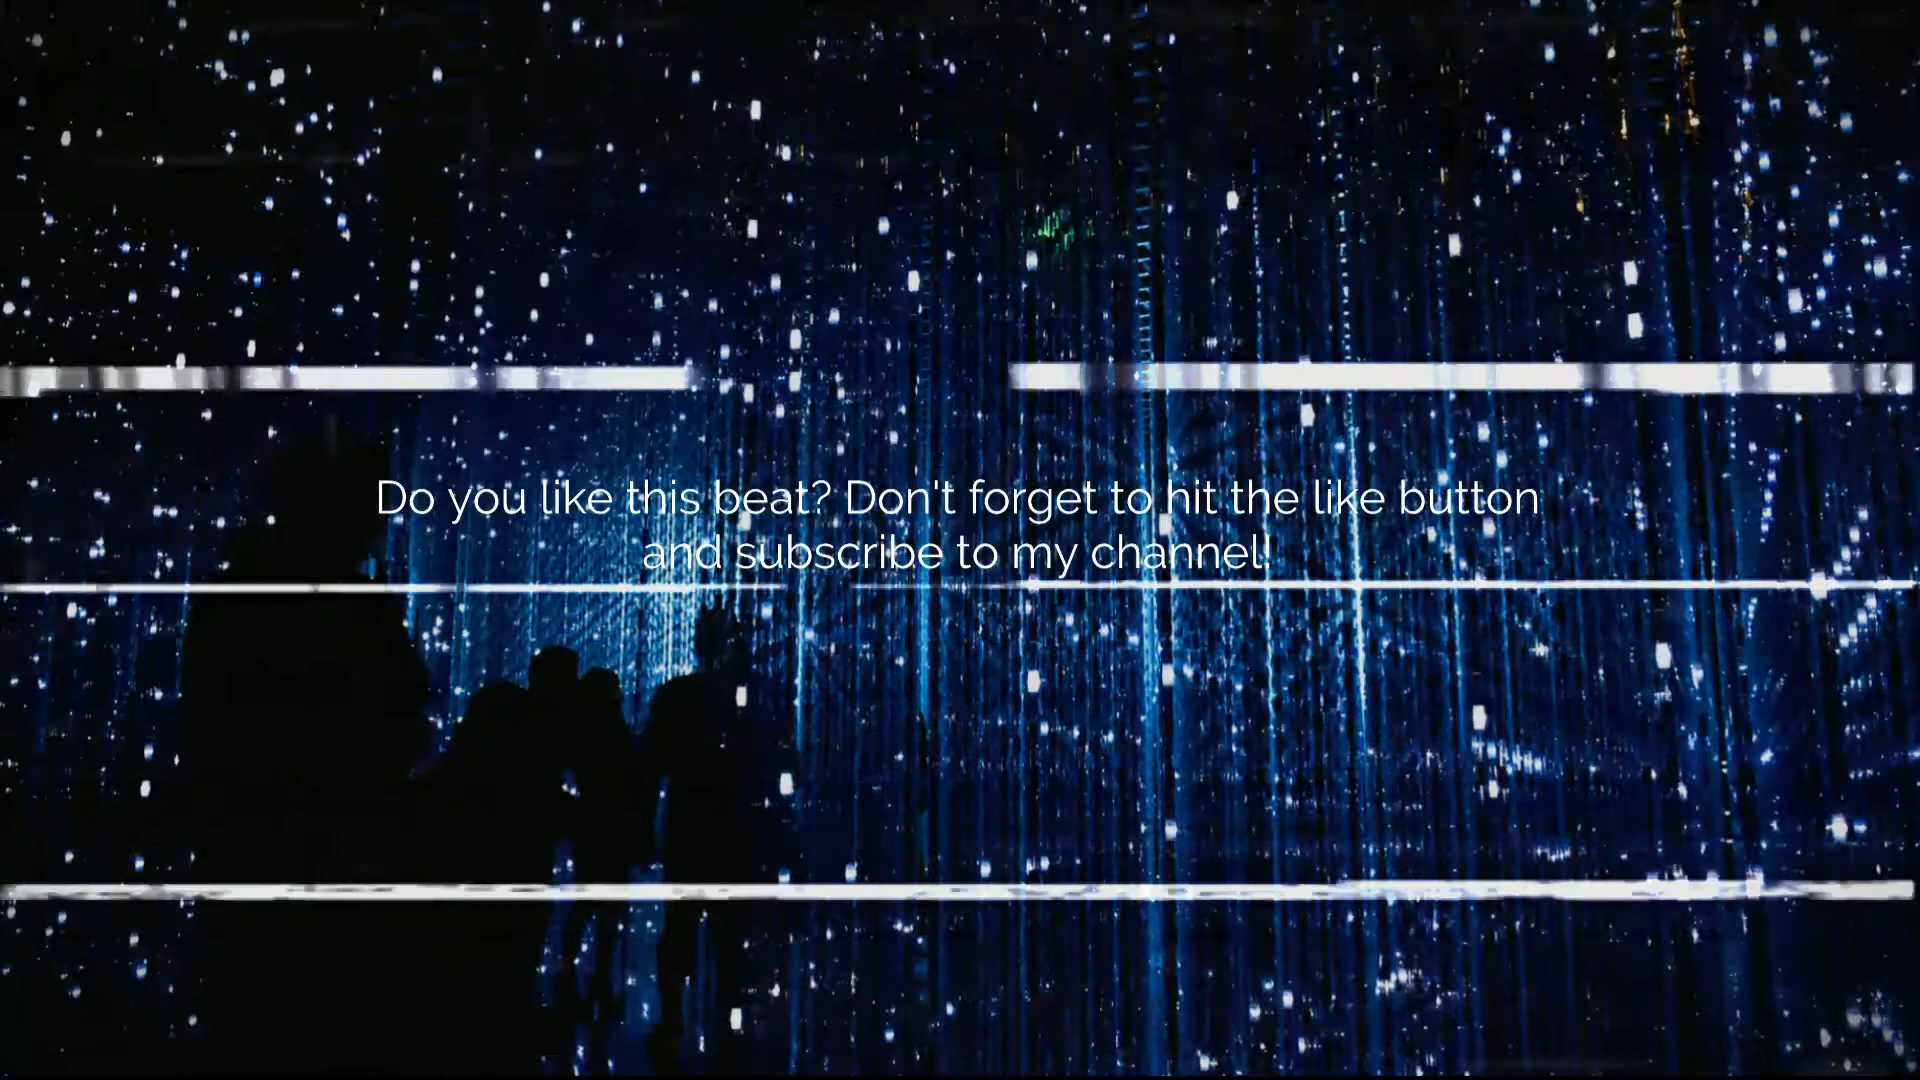 Do you like this beat? Don't forget to hit the like button
and subscribe to my channel!